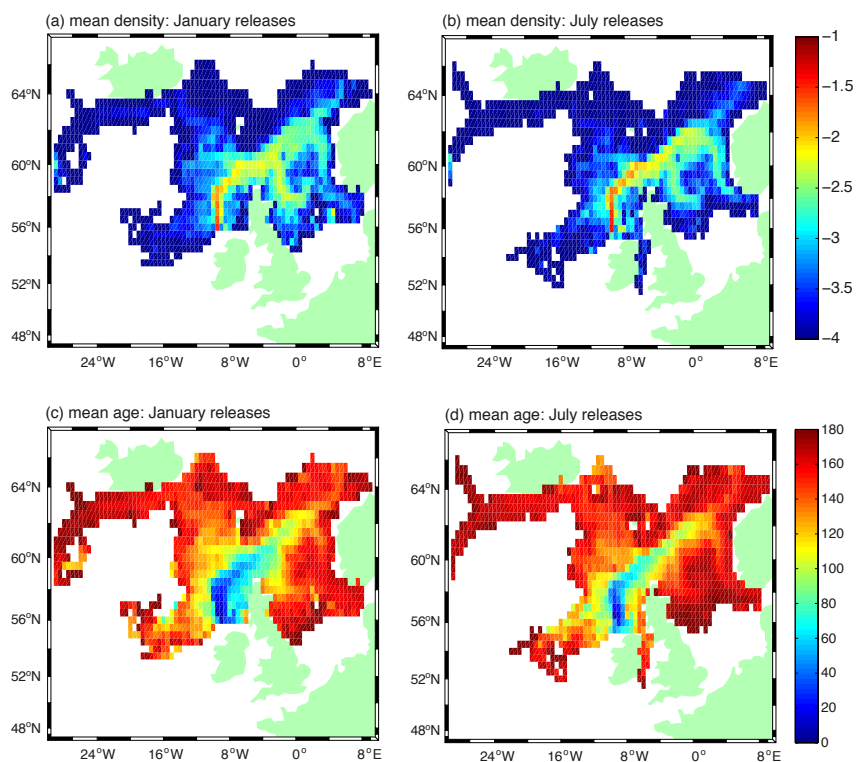 (a) mean density: January releases
(b) mean density: July releases
64°N
60°N
56°N
52°N
48°N
24°W 16°W 8°W 0° 8°E
64°N
60°N
56°N
52°N
48°N
24°W 16°W 8°W 0° 8°E
−1
−1.5
−2
−2.5
−3
−3.5
−4
(c) mean age: January releases
(d) mean age: July releases
64°N
60°N
56°N
52°N
48°N
24°W 16°W 8°W 0° 8°E
64°N
60°N
56°N
52°N
48°N
24°W 16°W 8°W 0° 8°E
180
160
140
120
100
80
60
40
20
0